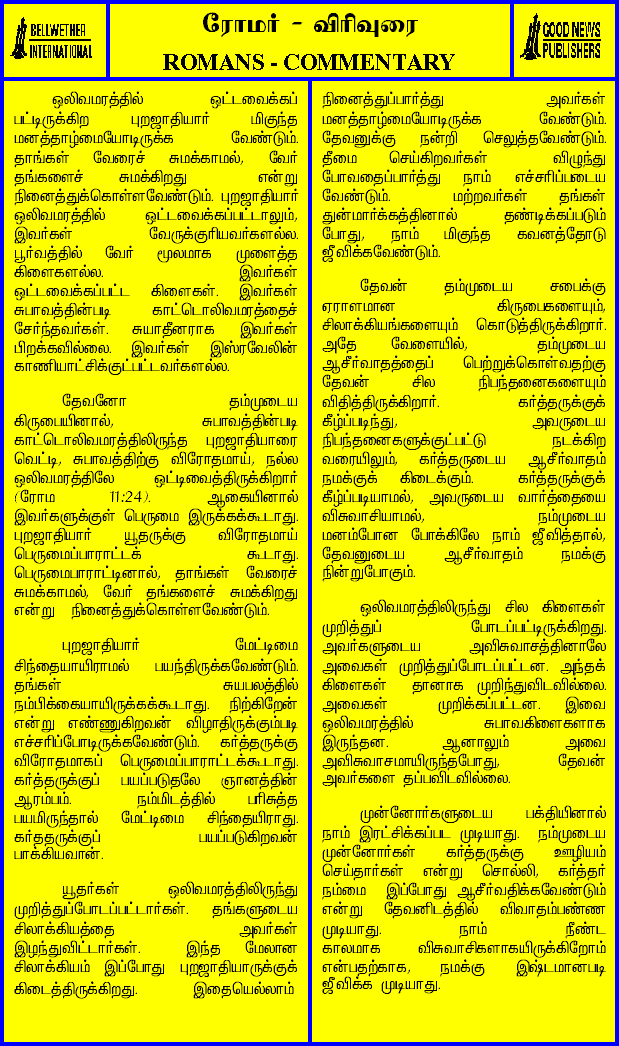 BELLWETHER
INTERNATIONAL
ரோமர் - விரிவுரை
ROMANS - COMMENTARY
GOOD NEWS
PUBLISHERS
ஒலிவமரத்தில் ஒட்டவைக்கப்
பட்டிருக்கிற புறஜாதியார் மிகுந்த
மனத்தாழ்மையோடிருக்க வேண்டும்.
தாங்கள் வேரைச் சுமக்காமல், வேர்
தங்களைச் சுமக்கிறது என்று
நினைத்துக்கொள்ளவேண்டும். புறஜாதியார்
ஒலிவமரத்தில் ஒட்டவைக்கப்பட்டாலும்,
இவர்கள் வேருக்குரியவர்களல்ல.
பூர்வத்தில் வேர் மூலமாக முளைத்த
கிளைகளல்ல. இவர்கள்
ஒட்டவைக்கப்பட்ட கிளைகள். இவர்கள்
சுபாவத்தின்படி காட்டொலிவமரத்தைச்
சேர்ந்தவர்கள். சுயாதீனராக இவர்கள்
பிறக்கவில்லை. இவர்கள் இஸ்ரவேலின்
காணியாட்சிக்குட்பட்டவர்களல்ல.
தேவனோ தம்முடைய
கிருபையினால், சுபாவத்தின்படி
காட்டொலிவமரத்திலிருந்த புறஜாதியாரை
வெட்டி, சுபாவத்திற்கு விரோதமாய், நல்ல
ஒலிவமரத்திலே ஒட்டிவைத்திருக்கிறார்
(ரோம 11:24). ஆகையினால்
இவர்களுக்குள் பெருமை இருக்கக்கூடாது.
புறஜாதியார் யூதருக்கு விரோதமாய்
பெருமைப்பாராட்டக் கூடாது.
பெருமைபாராட்டினால், தாங்கள் வேரைச்
சுமக்காமல், வேர் தங்களைச் சுமக்கிறது
என்று நினைத்துக்கொள்ளவேண்டும்.
புறஜாதியார் மேட்டிமை
சிந்தையாயிராமல் பயந்திருக்கவேண்டும்.
தங்கள் சுயபலத்தில்
நம்பிக்கையாயிருக்கக்கூடாது. நிற்கிறேன்
என்று எண்ணுகிறவன் விழாதிருக்கும்படி
எச்சரிப்போடிருக்கவேண்டும். கர்த்தருக்கு
விரோதமாகப் பெருமைப்பாராட்டக்கூடாது.
கர்த்தருக்குப் பயப்படுதலே ஞானத்தின்
ஆரம்பம். நம்மிடத்தில் பரிசுத்த
பயமிருந்தால் மேட்டிமை சிந்தையிராது.
கர்ததருக்குப் பயப்படுகிறவன்
பாக்கியவான்.
யூதர்கள் ஒலிவமரத்திலிருந்து
முறித்துப்போடப்பட்டார்கள். தங்களுடைய
சிலாக்கியத்தை அவர்கள்
இழந்துவிட்டார்கள். இந்த மேலான
சிலாக்கியம் இப்போது புறஜாதியாருக்குக்
கிடைத்திருக்கிறது. இதையெல்லாம்
நினைத்துப்பார்த்து அவர்கள்
மனத்தாழ்மையோடிருக்க வேண்டும்.
தேவனுக்கு நன்றி செலுத்தவேண்டும்.
தீமை செய்கிறவர்கள் விழுந்து
போவதைப்பார்த்து நாம் எச்சரிப்படைய
வேண்டும். மற்றவர்கள் தங்கள்
துன்மார்க்கத்தினால் தண்டிக்கப்படும்
போது, நாம் மிகுந்த கவனத்தோடு
ஜீவிக்கவேண்டும்.
தேவன் தம்முடைய சபைக்கு
ஏராளமான கிருபைகளையும்,
சிலாக்கியங்களையும் கொடுத்திருக்கிறார்.
அதே வேளையில், தம்முடைய
ஆசீர்வாதத்தைப் பெற்றுக்கொள்வதற்கு
தேவன் சில நிபந்தனைகளையும்
விதித்திருக்கிறார். கர்த்தருக்குக்
கீழ்ப்படிந்து, அவருடைய
நிபந்தனைகளுக்குட்பட்டு நடக்கிற
வரையிலும், கர்த்தருடைய ஆசீர்வாதம்
நமக்குக் கிடைக்கும். கர்த்தருக்குக்
கீழ்ப்படியாமல், அவருடைய வார்த்தையை
விசுவாசியாமல், நம்முடைய
மனம்போன போக்கிலே நாம் ஜீவித்தால்,
தேவனுடைய ஆசீர்வாதம் நமக்கு
நின்றுபோகும்.
ஒலிவமரத்திலிருந்து சில கிளைகள்
முறித்துப் போடப்பட்டிருக்கிறது.
அவர்களுடைய அவிசுவாசத்தினாலே
அவைகள் முறித்துப்போடப்பட்டன. அந்தக்
கிளைகள் தானாக முறிந்துவிடவில்லை.
அவைகள் முறிக்கப்பட்டன. இவை
ஒலிவமரத்தில் சுபாவகிளைகளாக
இருந்தன. ஆனாலும் அவை
அவிசுவாசமாயிருந்தபோது, தேவன்
அவர்களை தப்பவிடவில்லை.
முன்னோர்களுடைய பக்தியினால்
நாம் இரட்சிக்கப்பட முடியாது. நம்முடைய
முன்னோர்கள் கர்த்தருக்கு ஊழியம்
செய்தார்கள் என்று சொல்லி, கர்த்தர்
நம்மை இப்போது ஆசீர்வதிக்கவேண்டும்
என்று தேவனிடத்தில் விவாதம்பண்ண
முடியாது. நாம் நீண்ட
காலமாக விசுவாசிகளாகயிருக்கிறோம்
என்பதற்காக, நமக்கு இஷ்டமானபடி
ஜீவிக்க முடியாது.